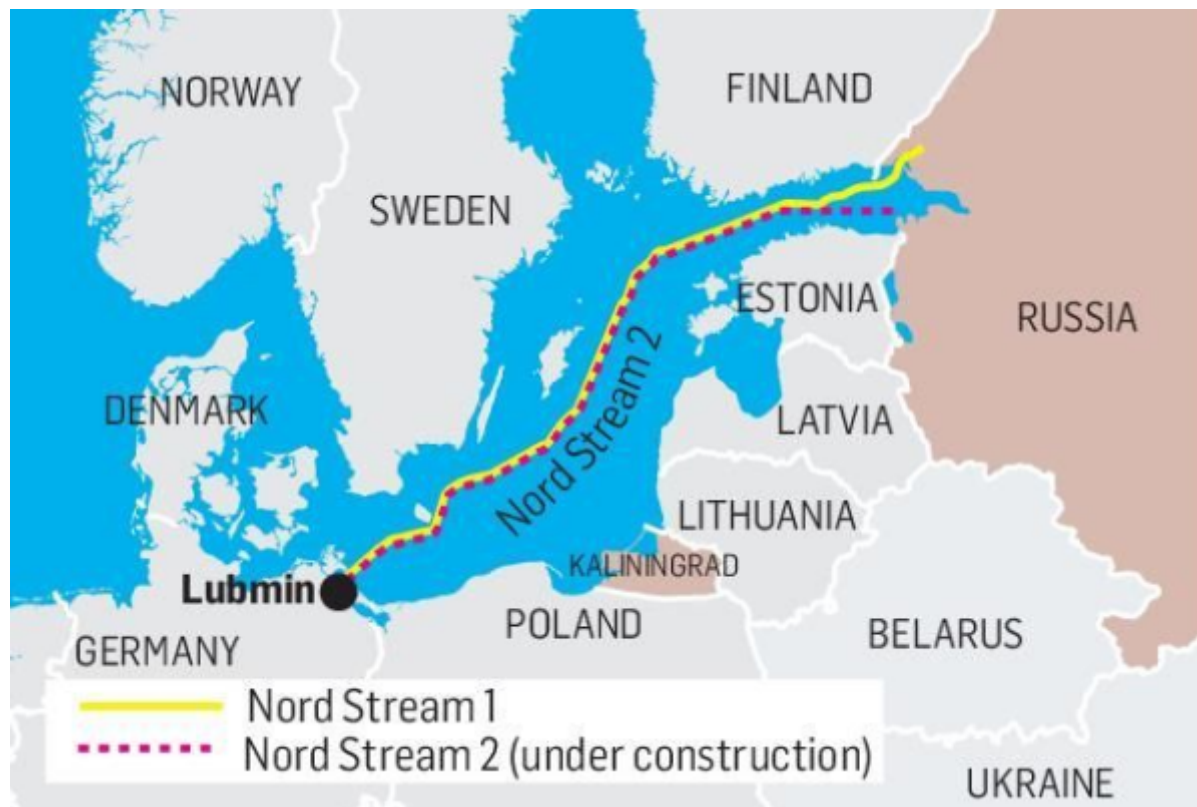 NORWAY
FINLAND
SWEDEN
ESTONIA
RUSSIA
Nord Stream 2
DENMARK
LATVIA
LITHUANIA
KALININGRAD
Lubmin
POLAND
BELARUS
GERMANY
Nord Stream 1
Nord Stream 2 (under construction)
UKRAINE